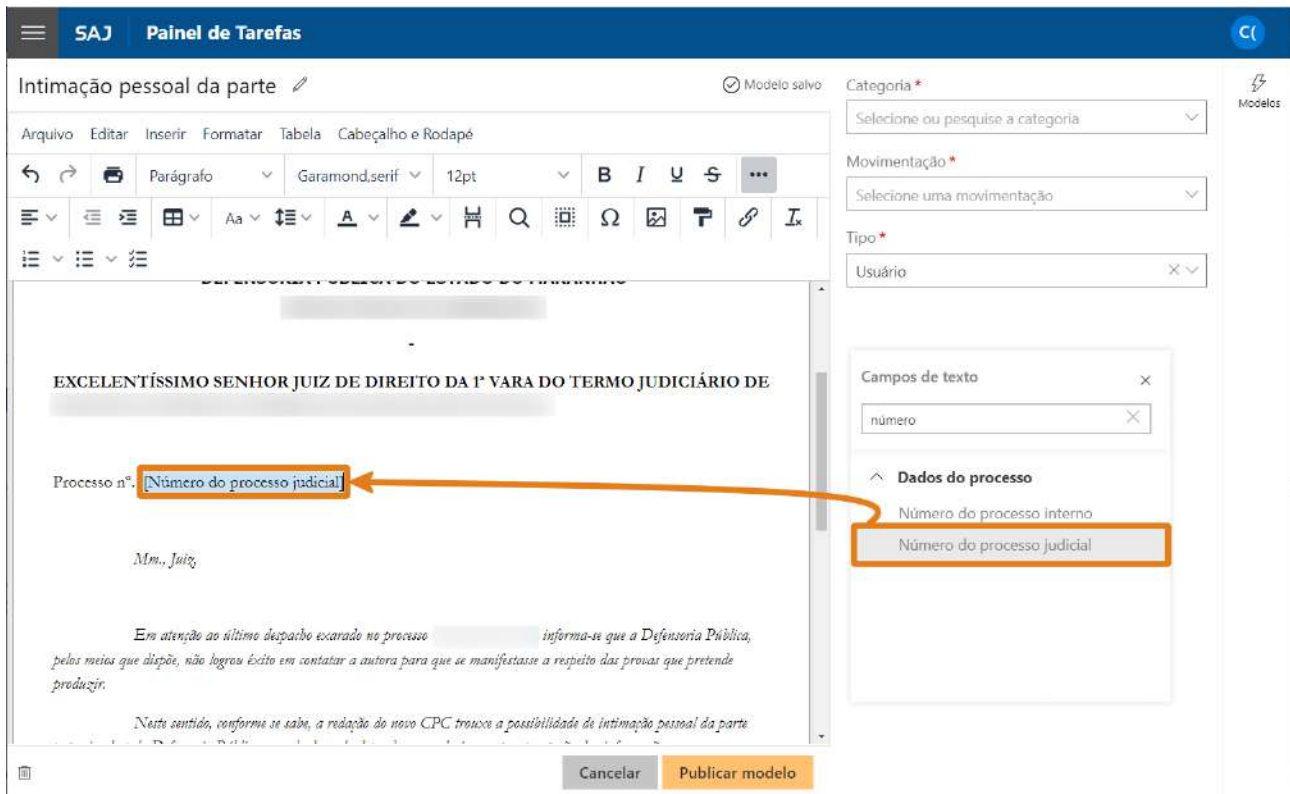 SAJ Painel de Tarefas C(
Intimação pessoal da parte
Modelo salvo
Arquivo Editar Inserir Formatar Tabela Cabeçalho e Rodapé
Parágrafo Garamond,serif 12pt B I U S
Aa A Ω
-
EXCELENTÍSSIMO SENHOR JUIZ DE DIREITO DA 1ª VARA DO TERMO JUDICIÁRIO DE
Processo nº. [Número do processo judicial]
Mm., Juiz,
Em atenção ao último despacho exarado no processo informa-se que a Defensoria Pública,
pelos meios que dispõe, não logrou êxito em contatar a autora para que se manifestasse a respeito das provas que pretende
produzir.
Neste sentido, conforme se sabe, a redação do novo CPC trouxe a possibilidade de intimação pessoal da parte
Cancelar Publicar modelo
Categoria *
Selecione ou pesquise a categoria
Movimentação *
Selecione uma movimentação
Tipo *
Usuário
Campos de texto
número
Dados do processo
Número do processo interno
Número do processo judicial
Modelos